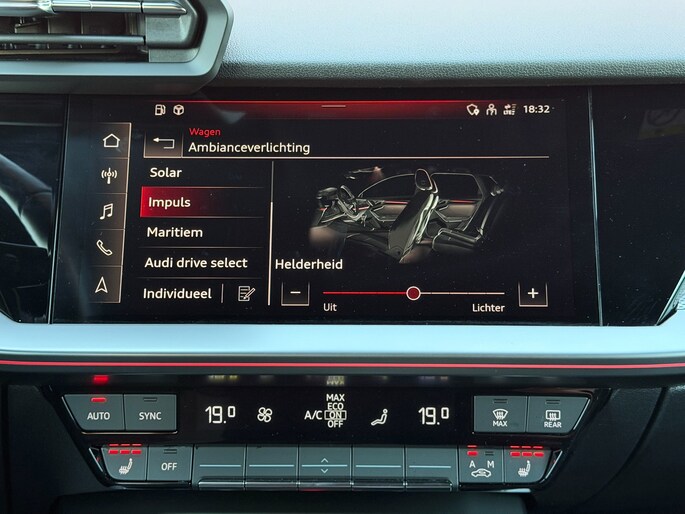 18:32
Wagen
Ambianceverlichting
Solar
Impuls
Maritiem
Audi drive select
Individueel
Helderheid
− +
Uit Lichter
AUTO SYNC
19.0
A/C
MAX
ECO
ON
OFF
19.0
MAX REAR
OFF
A M